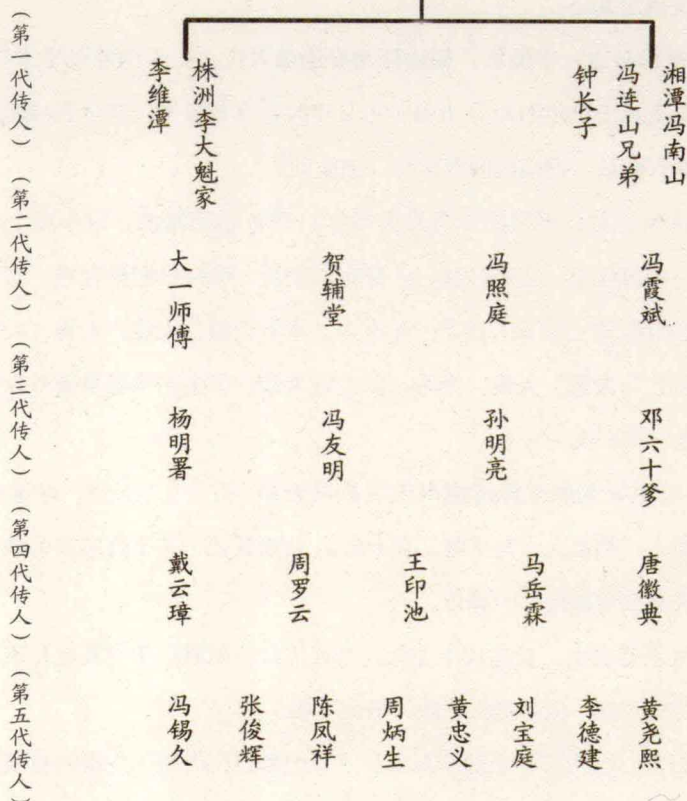 （第一代传人）
湘潭冯南山
冯连山兄弟
钟长子
株洲李大魁家
李维潭
（第二代传人）
冯霞斌
冯照庭
贺辅堂
大一师傅
（第三代传人）
邓六十爹
孙明亮
冯友明
杨明署
（第四代传人）
唐徽典
马岳霖
王印池
周罗云
戴云璋
（第五代传人）
黄尧熙
李德建
刘宝庭
黄忠义
周炳生
陈凤祥
张俊辉
冯锡久